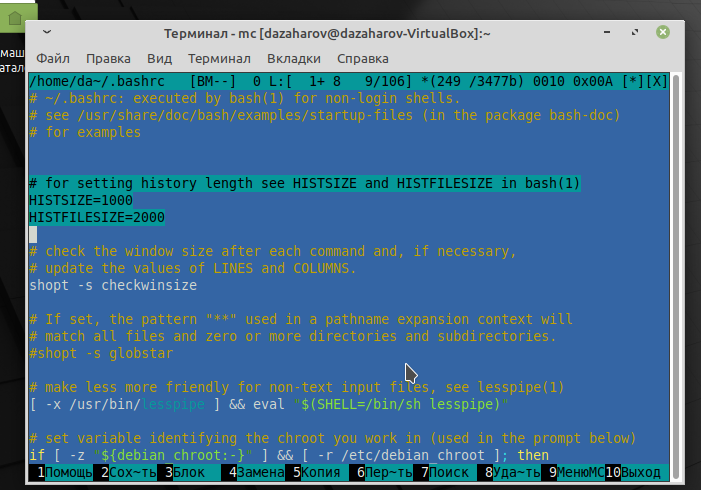 маш
атало
Терминал - mc [dazaharov@dazaharov-VirtualBox]:~
Файл Правка Вид Терминал Вкладки Справка
/home/da~/.bashrc [BM--] 0 L:[ 1+ 8 9/106] *(249 /3477b) 0010 0x00A [*][X]
# ~/.bashrc: executed by bash(1) for non-login shells.
# see /usr/share/doc/bash/examples/startup-files (in the package bash-doc)
# for examples
# for setting history length see HISTSIZE and HISTFILESIZE in bash(1)
HISTSIZE=1000
HISTFILESIZE=2000
# check the window size after each command and, if necessary,
# update the values of LINES and COLUMNS.
shopt -s checkwinsize
# If set, the pattern "**" used in a pathname expansion context will
# match all files and zero or more directories and subdirectories.
#shopt -s globstar
# make less more friendly for non-text input files, see lesspipe(1)
[ -x /usr/bin/lesspipe ] && eval "$(SHELL=/bin/sh lesspipe)"
# set variable identifying the chroot you work in (used in the prompt below)
if [ -z "${debian_chroot:-}" ] && [ -r /etc/debian_chroot ]; then
1Помощь 2Сох~ть 3Блок 4Замена 5Копия 6Пер~ть 7Поиск 8Уда~ть 9МенюMC 10Выход